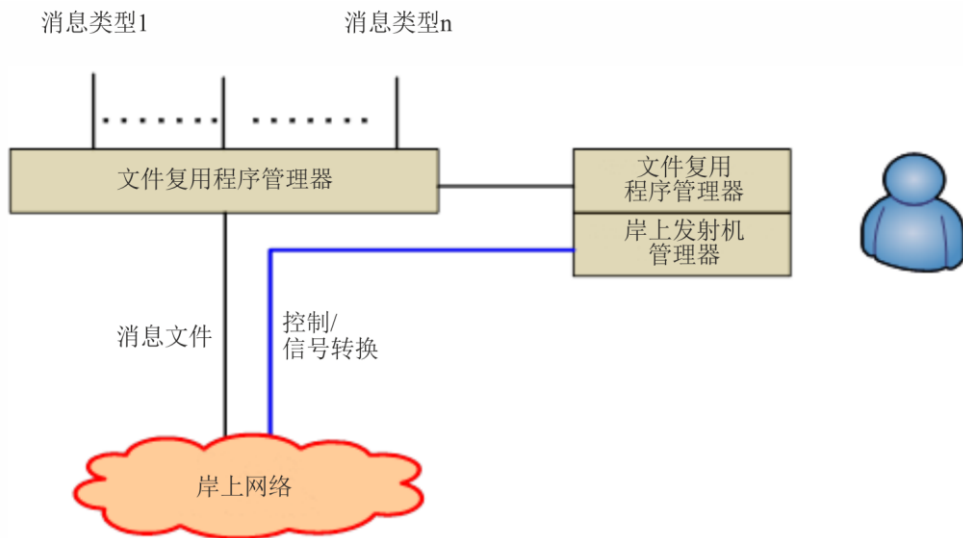 消息类型1
消息类型n
文件复用程序管理器
文件复用
程序管理器
岸上发射机
管理器
消息文件
控制/
信号转换
岸上网络